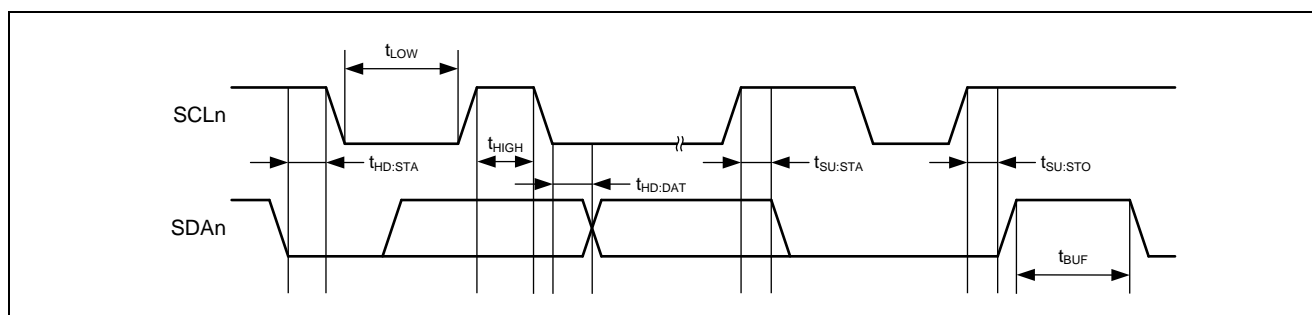 tLOW
SCLn
tHD:STA
tHIGH
tHD:DAT
tSU:STA
tSU:STO
SDAn
tBUF